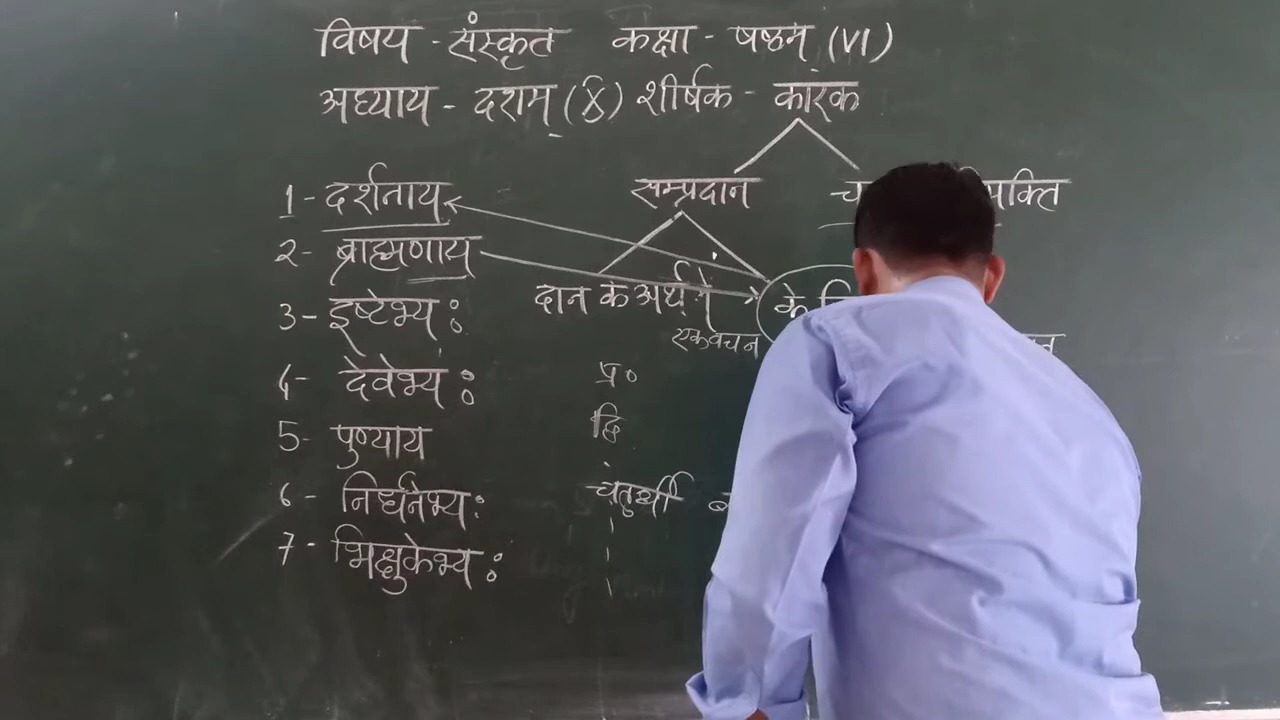 विषय - संस्कृत कक्षा - षष्ठम् (VI)
अध्याय - दशम् (X) शीर्षक - कारक
सम्प्रदान
1 - दर्शनाय
2 - ब्राह्मणाय
दान के अर्थ में के
3 - इष्टेभ्य :
एकवचन
4 - देवेभ्य : प्र०
5 - पुण्याय द्वि
6 - निर्धनेभ्य : चतुर्थी
7 - भिक्षुकेभ्य :